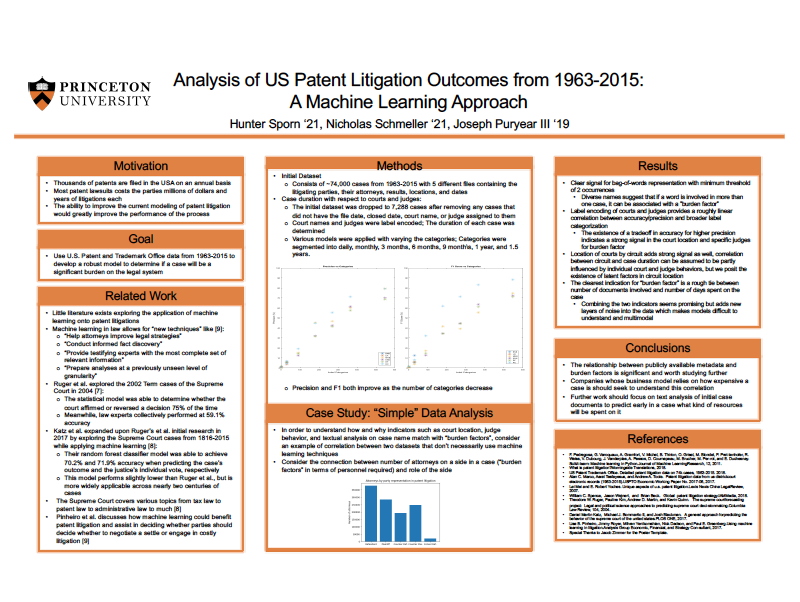 PRINCETON
UNIVERSITY
Analysis of US Patent Litigation Outcomes from 1963-2015:
A Machine Learning Approach
Hunter Sporn ‘21, Nicholas Schmeller ‘21, Joseph Puryear III ‘19
Motivation
• Thousands of patents are filed in the USA on an annual basis
• Most patent lawsuits costs the parties millions of dollars and
years of litigations each
• The ability to improve the current modeling of patent litigation
would greatly improve the performance of the process
Goal
• Use U.S. Patent and Trademark Office data from 1963-2015 to
develop a robust model to determine if a case will be a
significant burden on the legal system
Related Work
• Little literature exists exploring the application of machine
learning onto patent litigations
• Machine learning in law allows for "new techniques" like [9]:
o "Help attorneys improve legal strategies"
o "Conduct informed fact discovery"
o "Provide testifying experts with the most complete set of
relevant information"
o "Prepare analyses at a previously unseen level of
granularity"
• Ruger et al. explored the 2002 Term cases of the Supreme
Court in 2004 [7]:
o The statistical model was able to determine whether the
court affirmed or reversed a decision 75% of the time
o Meanwhile, law experts collectively performed at 59.1%
accuracy
• Katz et al. expanded upon Ruger's et al. initial research in
2017 by exploring the Supreme Court cases from 1816-2015
while applying machine learning [8]:
o Their random forest classifier model was able to achieve
70.2% and 71.9% accuracy when predicting the case's
outcome and the justice's individual vote, respectively
o This model performs slightly lower than Ruger et al., but is
more widely applicable across nearly two centuries of
cases
• The Supreme Court covers various topics from tax law to
patent law to administrative law to much [8]
• Pinheiro et al. discusses how machine learning could benefit
patent litigation and assist in deciding whether parties should
decide whether to negotiate a settle or engage in costly
litigation [9]
Methods
• Initial Dataset
o Consists of ~74,000 cases from 1963-2015 with 5 different files containing the
litigating parties, their attorneys, results, locations, and dates
• Case duration with respect to courts and judges:
o The initial dataset was dropped to 7,288 cases after removing any cases that
did not have the file date, closed date, court name, or judge assigned to them
o Court names and judges were label encoded; The duration of each case was
determined
o Various models were applied with varying the categories; Categories were
segmented into daily, monthly, 3 months, 6 months, 9 month/s, 1 year, and 1.5
years.
o Precision and F1 both improve as the number of categories decrease
Case Study: “Simple” Data Analysis
• In order to understand how and why indicators such as court location, judge
behavior, and textual analysis on case name match with "burden factors", consider
an example of correlation between two datasets that don't necessarily use machine
learning techniques
• Consider the connection between number of attorneys on a side in a case ("burden
factors" in terms of personnel required) and role of the side
Results
• Clear signal for bag-of-words representation with minimum threshold
of 2 occurrences
• Diverse names suggest that if a word is involved in more than
one case, it can be associated with a "burden factor"
• Label encoding of courts and judges provides a roughly linear
correlation between accuracy/precision and broader label
categorization
• The existence of a tradeoff in accuracy for higher precision
indicates a strong signal in the court location and specific judges
for burden factor
• Location of courts by circuit adds strong signal as well, correlation
between circuit and case duration can be assumed to be partly
influenced by individual court and judge behaviors, but we posit the
existence of latent factors in circuit location
• The clearest indication for "burden factor" is a rough tie between
number of documents involved and number of days spent on the
case
• Combining the two indicators seems promising but adds new
layers of noise into the data which makes models difficult to
understand and multimodal
Conclusions
• The relationship between publicly available metadata and
burden factors is significant and worth studying further
• Companies whose business model relies on how expensive a
case is should seek to understand this correlation
• Further work should focus on text analysis of initial case
documents to predict early in a case what kind of resources
will be spent on it
References
• Special Thanks to Jacob Zimmer for the Poster Template.